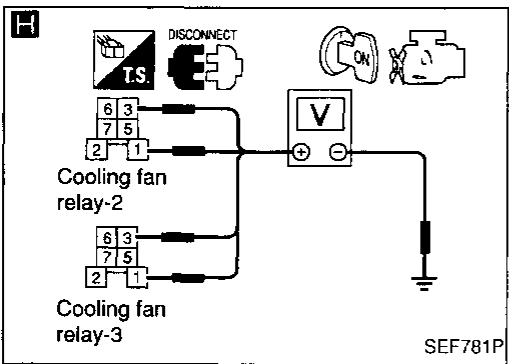 H
DISCONNECT
T.S.
ON
V
6 3
7 5
2 1
+ −
Cooling fan
relay-2
6 3
7 5
2 1
Cooling fan
relay-3
SEF781P